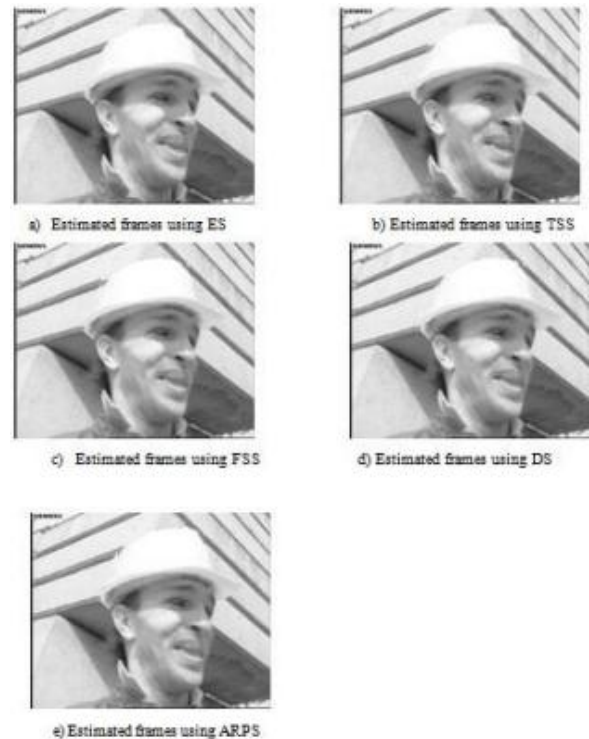 a) Estimated frames using ES
b) Estimated frames using TSS
c) Estimated frames using FSS
d) Estimated frames using DS
e) Estimated frames using ARPS